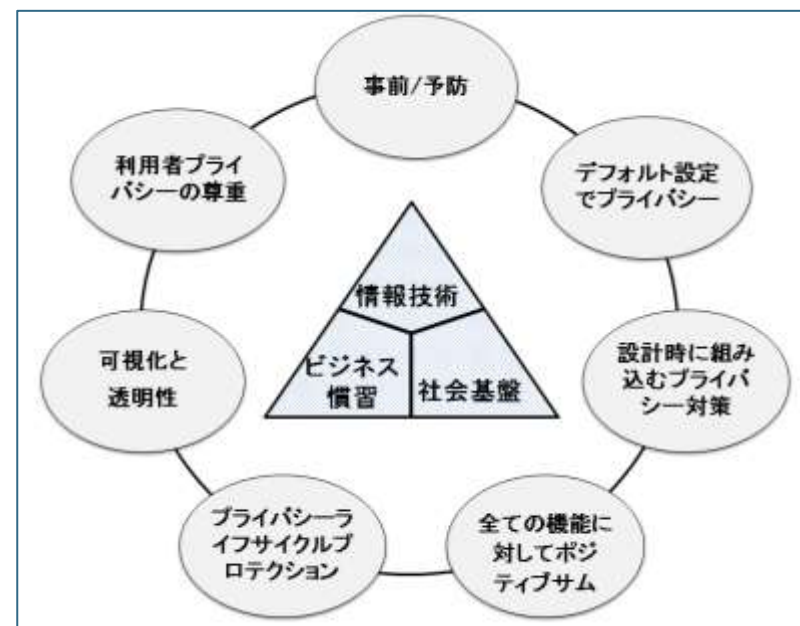 事前/予防
デフォルト設定
でプライバシー
設計時に組み
込むプライバ
シー対策
全ての機能に
対してポジ
ティブサム
プライバシーラ
イフサイクルプ
ロテクション
可視化と
透明性
利用者プライ
バシーの尊重
情報技術
ビジネス
慣習
社会基盤